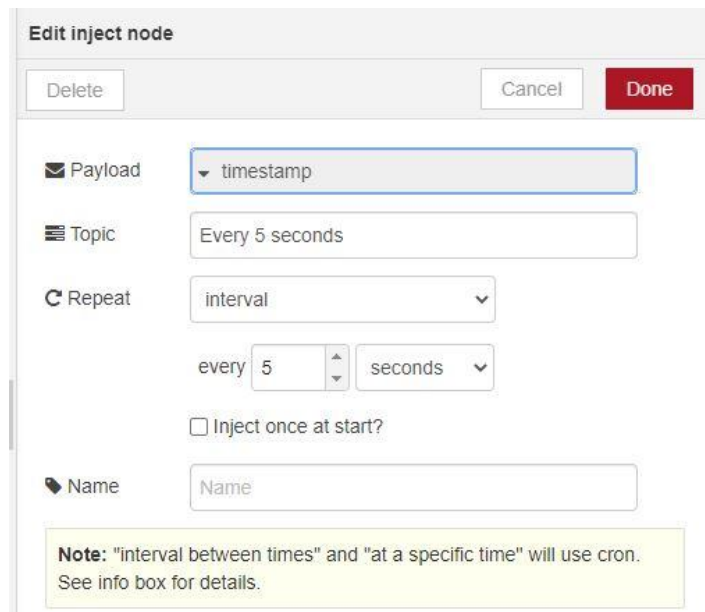 Edit inject node
Delete Cancel Done
Payload timestamp
Topic Every 5 seconds
Repeat interval
every 5 seconds
Inject once at start?
Name Name
Note: "interval between times" and "at a specific time" will use cron.
See info box for details.